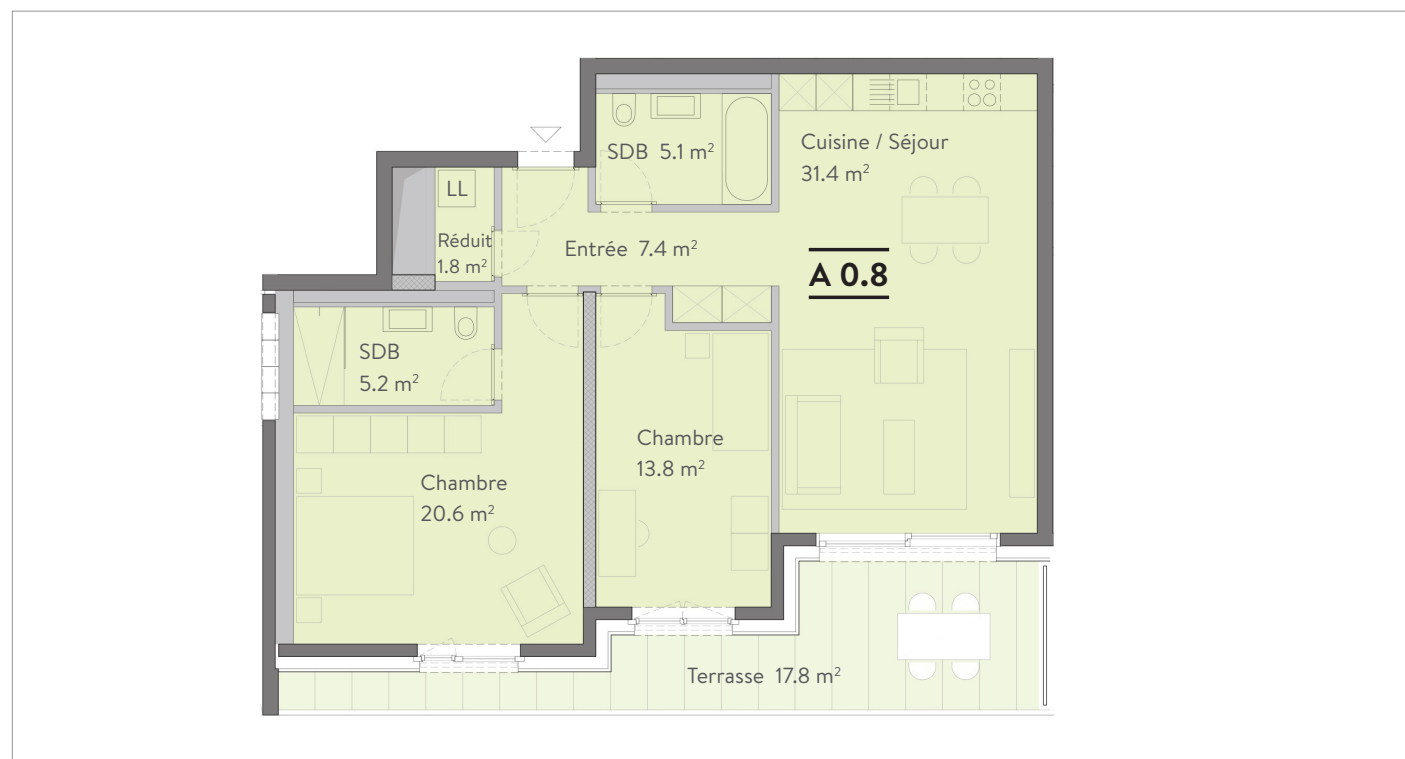 SDB 5.1 m²
Cuisine / Séjour
31.4 m²
LL
Réduit
1.8 m²
Entrée 7.4 m²
A 0.8
SDB
5.2 m²
Chambre
13.8 m²
Chambre
20.6 m²
Terrasse 17.8 m²